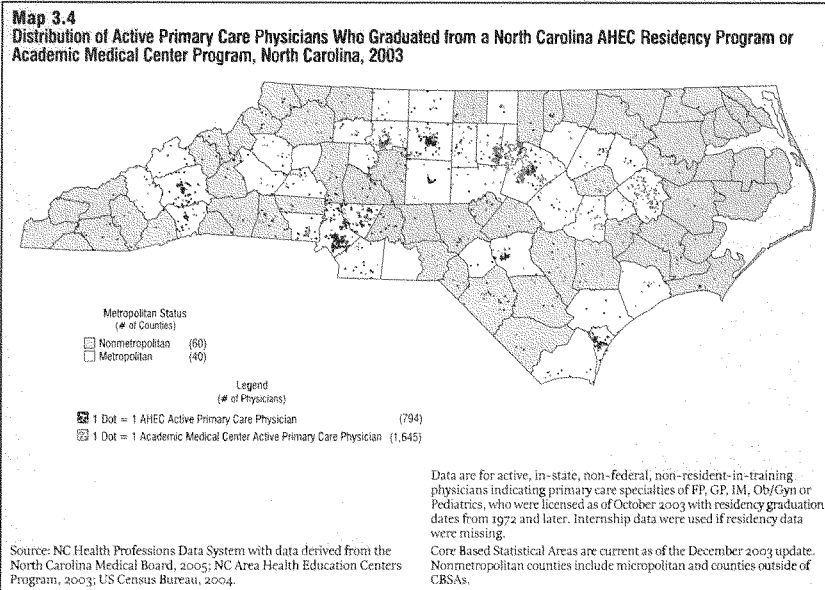 Map 3.4
Distribution of Active Primary Care Physicians Who Graduated from a North Carolina AHEC Residency Program or
Academic Medical Center Program, North Carolina, 2003
Metropolitan Status
(# of Counties)
Nonmetropolitan (60)
Metropolitan (40)
Legend
(# of Physicians)
1 Dot = 1 AHEC Active Primary Care Physician (794)
1 Dot = 1 Academic Medical Center Active Primary Care Physician (1,645)
Data are for active, in-state, non-federal, non-resident-in-training
physicians indicating primary care specialties of FP, GP, IM, Ob/Gyn or
Pediatrics, who were licensed as of October 2003 with residency graduation
dates from 1972 and later. Internship data were used if residency data
were missing.
Source: NC Health Professions Data System with data derived from the
North Carolina Medical Board, 2005; NC Area Health Education Centers
Program, 2003; US Census Bureau, 2004.
Core Based Statistical Areas are current as of the December 2003 update.
Nonmetropolitan counties include micropolitan and counties outside of
CBSAs.